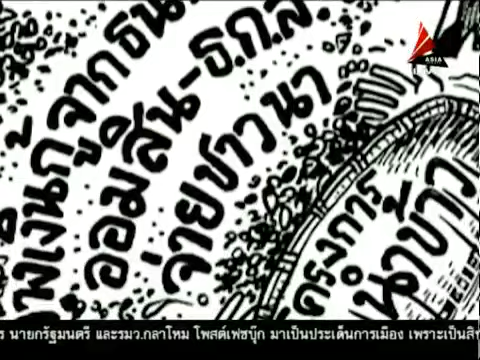 ามเงินกู้จากธน
ออมสิน-ธ.ก.ส
จ่ายชาวนา
โครงการ
นำข้าว
ASIA
ร นายกรัฐมนตรี และรมว.กลาโหม โพสต์เฟซบุ๊ก มาเป็นประเด็นการเมือง เพราะเป็นสิท